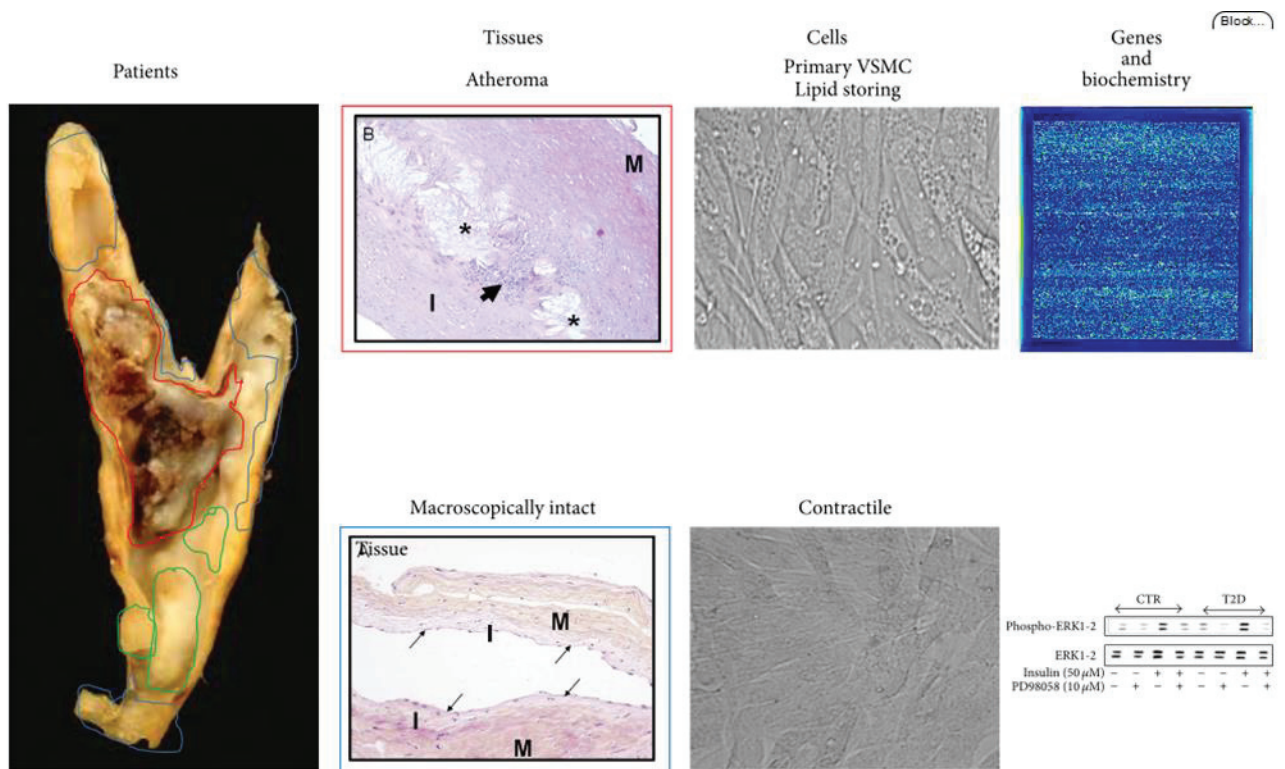 Block...
Patients
Tissues
Atheroma
Cells
Primary VSMC
Lipid storing
Genes
and
biochemistry
B
M
*
I
*
Macroscopically intact
Tissue
M
I
I
M
Contractile
CTR T2D
Phospho-ERK1-2
ERK1-2
Insulin (50 μM) − − + + − − + +
PD98058 (10 μM) − + − + − + − +